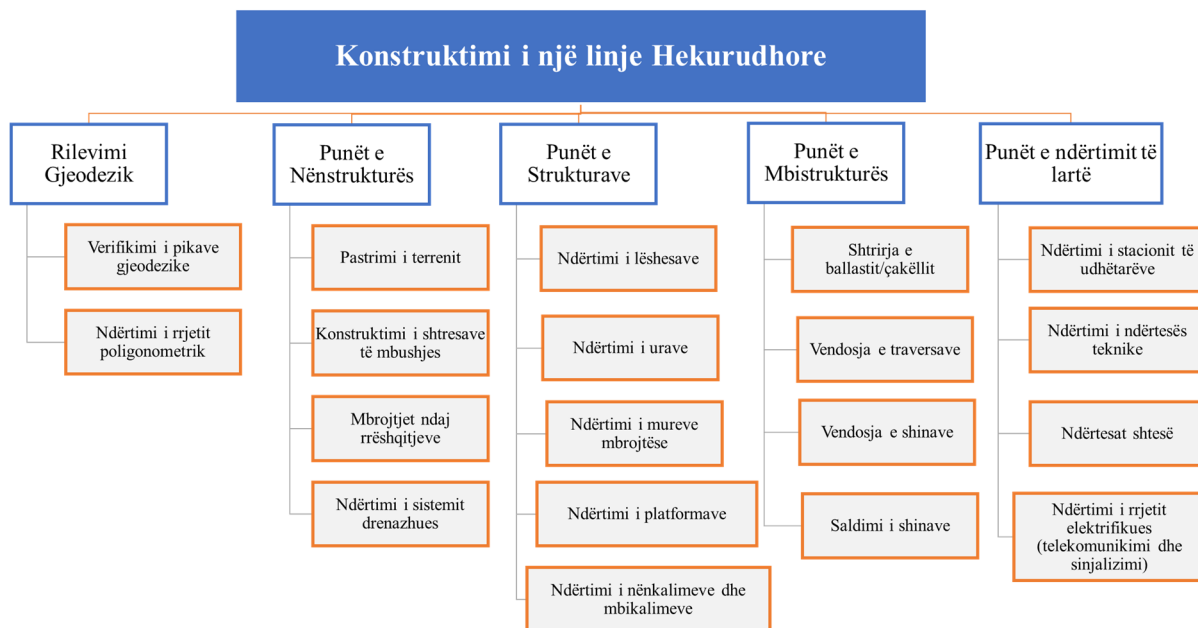 Konstruktimi i një linje Hekurudhore
Rilevimi
Gjeodezik
Verifikimi i pikave
gjeodezike
Ndërtimi i rrjetit
poligonometrik
Punët e
Nënstrukturës
Pastrimi i terrenit
Konstruktimi i shtresave
të mbushjes
Mbrojtjet ndaj
rrëshqitjeve
Ndërtimi i sistemit
drenazhues
Punët e
Strukturave
Ndërtimi i lëshesave
Ndërtimi i urave
Ndërtimi i mureve
mbrojtëse
Ndërtimi i platformave
Ndërtimi i nënkalimeve dhe
mbikalimeve
Punët e
Mbistrukturës
Shtrirja e
ballastit/çakëllit
Vendosja e traversave
Vendosja e shinave
Saldimi i shinave
Punët e ndërtimit të
lartë
Ndërtimi i stacionit të
udhëtarëve
Ndërtimi i ndërtesës
teknike
Ndërtesat shtesë
Ndërtimi i rrjetit
elektrifikues
(telekomunikimi dhe
sinjalizimi)